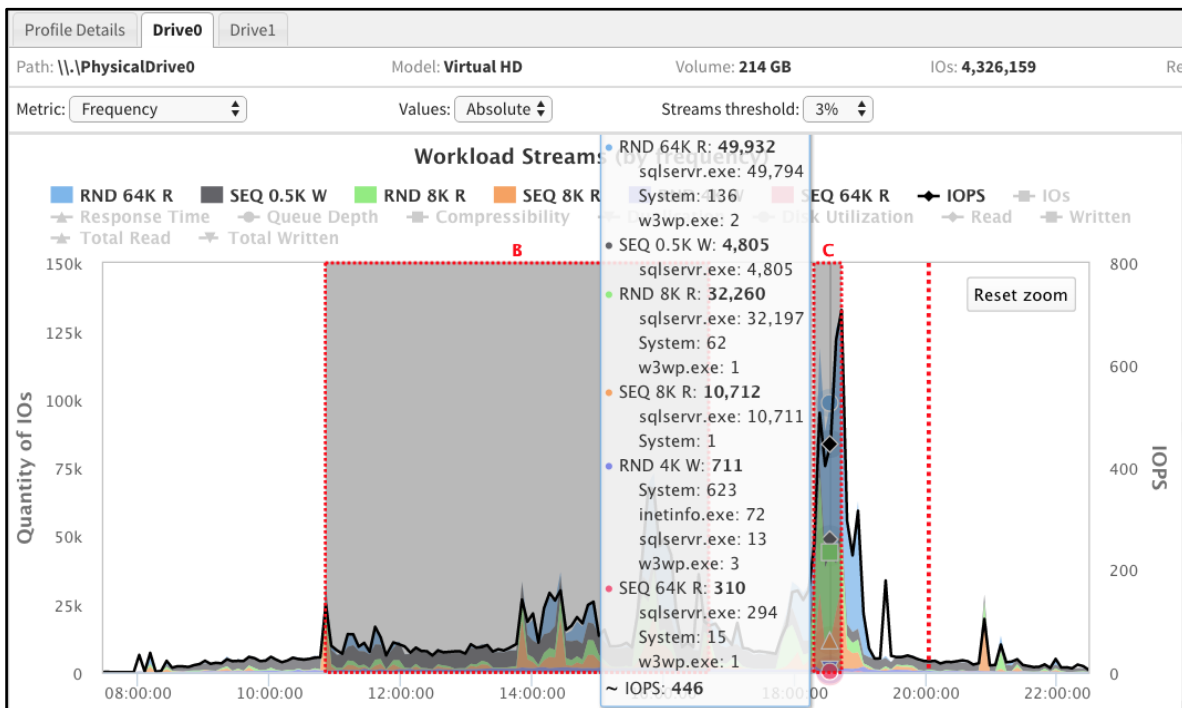 Profile Details Drive0 Drive1
Path: \\.\PhysicalDrive0 Model: Virtual HD Volume: 214 GB IOs: 4,326,159 Re
Metric: Frequency Values: Absolute Streams threshold: 3%
Workload Streams (by frequency)
RND 64K R SEQ 0.5K W RND 8K R SEQ 8K R RND 4K W SEQ 64K R IOPS IOs
Response Time Queue Depth Compressibility Disk Utilization Read Written
Total Read Total Written
RND 64K R: 49,932
sqlservr.exe: 49,794
System: 136
w3wp.exe: 2
SEQ 0.5K W: 4,805
sqlservr.exe: 4,805
RND 8K R: 32,260
sqlservr.exe: 32,197
System: 62
w3wp.exe: 1
SEQ 8K R: 10,712
sqlservr.exe: 10,711
System: 1
RND 4K W: 711
System: 623
inetinfo.exe: 72
sqlservr.exe: 13
w3wp.exe: 3
SEQ 64K R: 310
sqlservr.exe: 294
System: 15
w3wp.exe: 1
~ IOPS: 446
B
C
Reset zoom
Quantity of IOs
150k
125k
100k
75k
50k
25k
0
IOPS
800
600
400
200
0
08:00:00 10:00:00 12:00:00 14:00:00 16:00:00 18:00:00 20:00:00 22:00:00